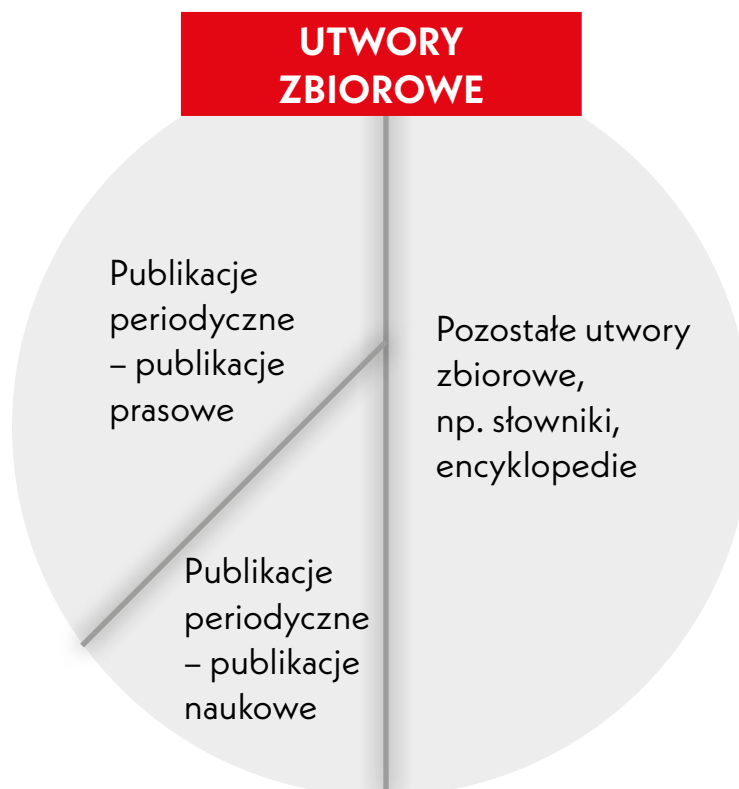 UTWORY
ZBIOROWE
Publikacje
periodyczne
– publikacje
prasowe
Pozostałe utwory
zbiorowe,
np. słowniki,
encyklopedie
Publikacje
periodyczne
– publikacje
naukowe